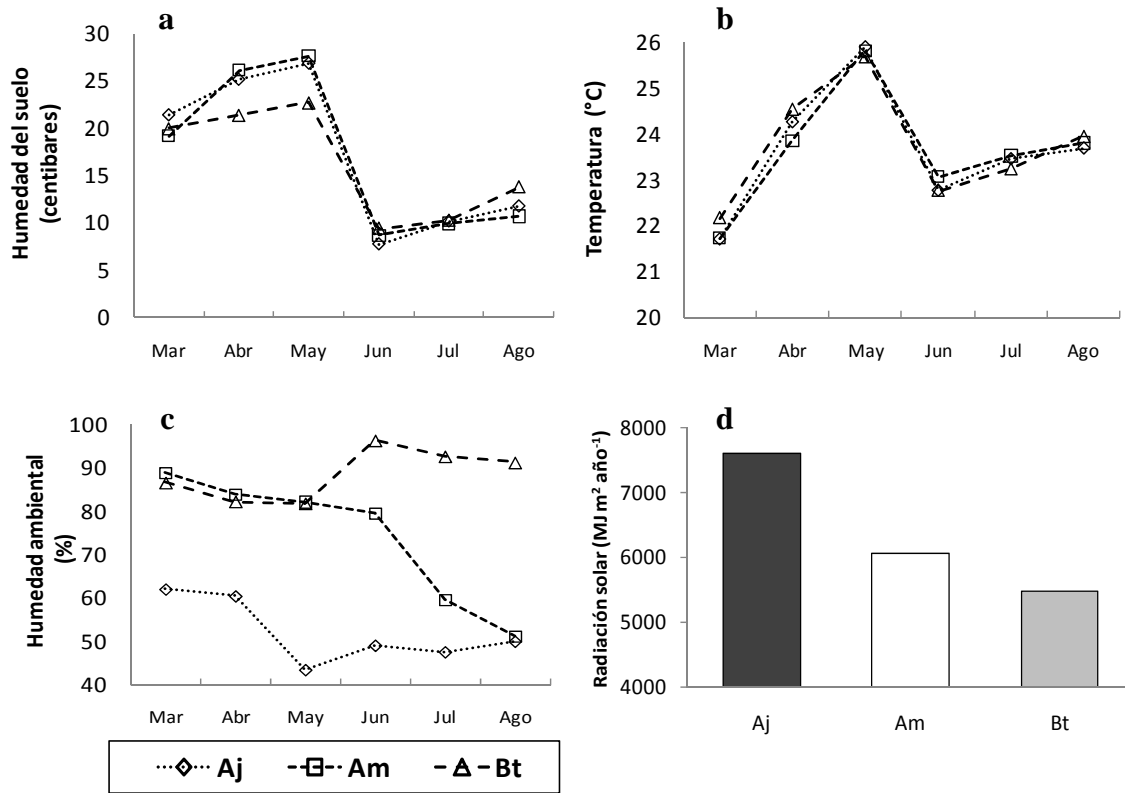 a
Humedad del suelo
(centibares)
30
25
20
15
10
5
0
Mar Abr May Jun Jul Ago
b
Temperatura (°C)
26
25
24
23
22
21
20
Mar Abr May Jun Jul Ago
c
Humedad ambiental
(%)
100
90
80
70
60
50
40
Mar Abr May Jun Jul Ago
d
Radiación solar (MJ m² año⁻¹)
8000
7000
6000
5000
4000
Aj Am Bt
Aj Am Bt